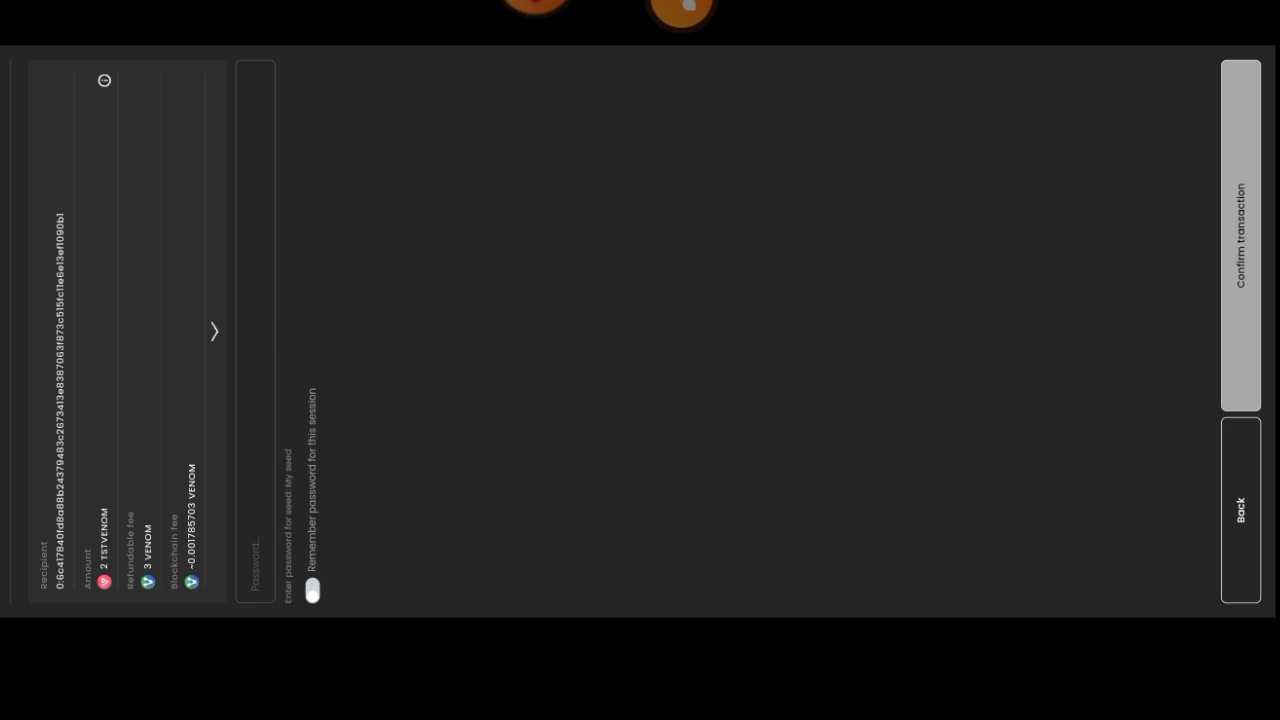 Recipient
0:6c417840fd8a88b24379483c2673413e8387063f873c515fc11e6e13ef1090b1
Amount
2 TSTVENOM
Refundable fee
3 VENOM
Blockchain fee
~0.001785703 VENOM
Password...
Enter password for seed: My seed
Remember password for this session
Back
Confirm transaction